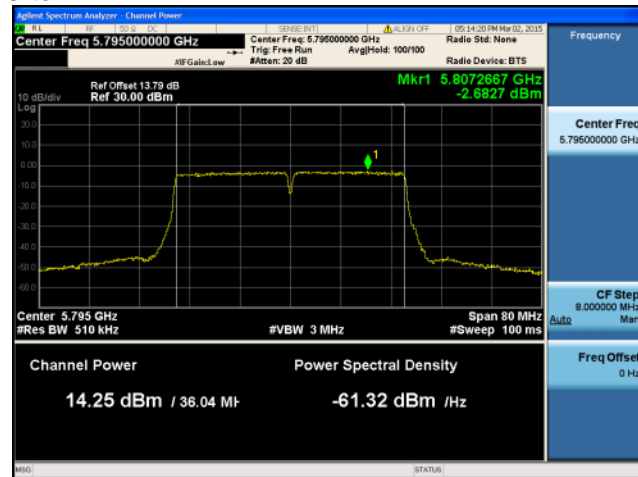 Agilent Spectrum Analyzer - Channel Power
RL RF 50 Ω DC SENSE:INT ALIGN OFF 05:14:20 PM Mar 02, 2015
Center Freq 5.795000000 GHz
Center Freq: 5.795000000 GHz
Radio Std: None
Trig: Free Run Avg|Hold: 100/100
#IFGain:Low #Atten: 20 dB Radio Device: BTS
Frequency
Ref Offset 13.79 dB
Mkr1 5.8072667 GHz
10 dB/div Ref 30.00 dBm
-2.6827 dBm
Log
20.0
10.0
0.00
-10.0
-20.0
-30.0
-40.0
-50.0
-60.0
1
Center Freq
5.795000000 GHz
Center 5.795 GHz Span 80 MHz
#Res BW 510 kHz #VBW 3 MHz #Sweep 100 ms
CF Step
8.000000 MHz
Auto Man
Channel Power Power Spectral Density
14.25 dBm / 36.04 MH -61.32 dBm /Hz
Freq Offset
0 Hz
MSG STATUS